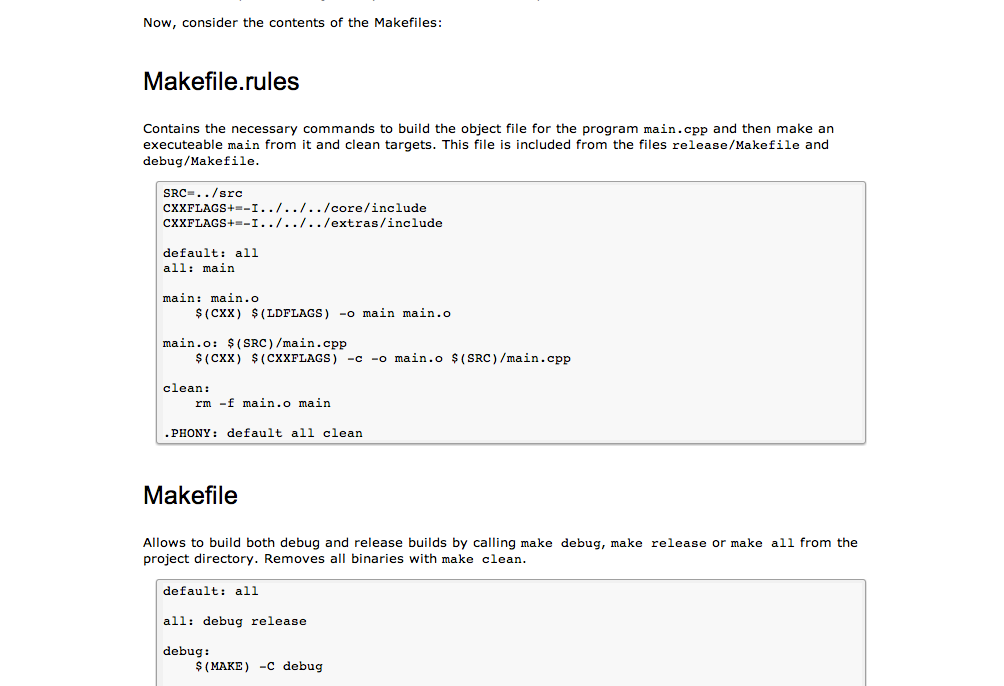 Now, consider the contents of the Makefiles:
Makefile.rules
Contains the necessary commands to build the object file for the program main.cpp and then make an
executeable main from it and clean targets. This file is included from the files release/Makefile and
debug/Makefile.
SRC=../src
CXXFLAGS+=-I../../../core/include
CXXFLAGS+=-I../../../extras/include
default: all
all: main
main: main.o
$(CXX) $(LDFLAGS) -o main main.o
main.o: $(SRC)/main.cpp
$(CXX) $(CXXFLAGS) -c -o main.o $(SRC)/main.cpp
clean:
rm -f main.o main
.PHONY: default all clean
Makefile
Allows to build both debug and release builds by calling make debug, make release or make all from the
project directory. Removes all binaries with make clean.
default: all
all: debug release
debug:
$(MAKE) -C debug